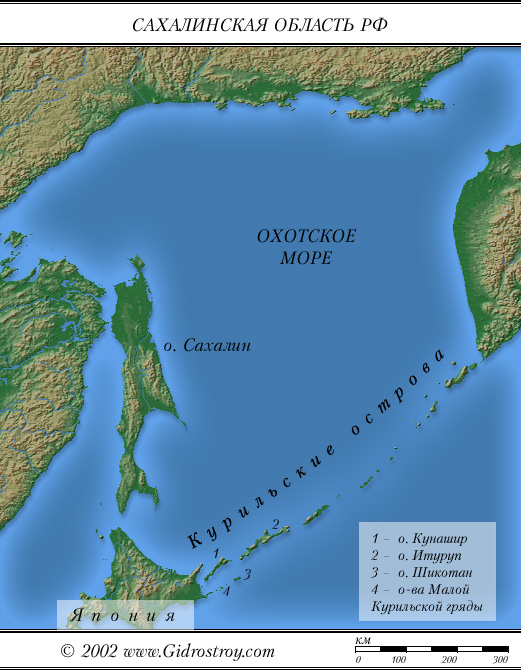 САХАЛИНСКАЯ ОБЛАСТЬ РФ
ОХОТСКОЕ
МОРЕ
о. Сахалин
Курильские острова
2
1
3
4
1 – о. Кунашир
2 – о. Итуруп
3 – о. Шикотан
4 – о-ва Малой
Курильской гряды
Япония
© 2002 www.Gidrostroy.com
КМ
0 100 200 300